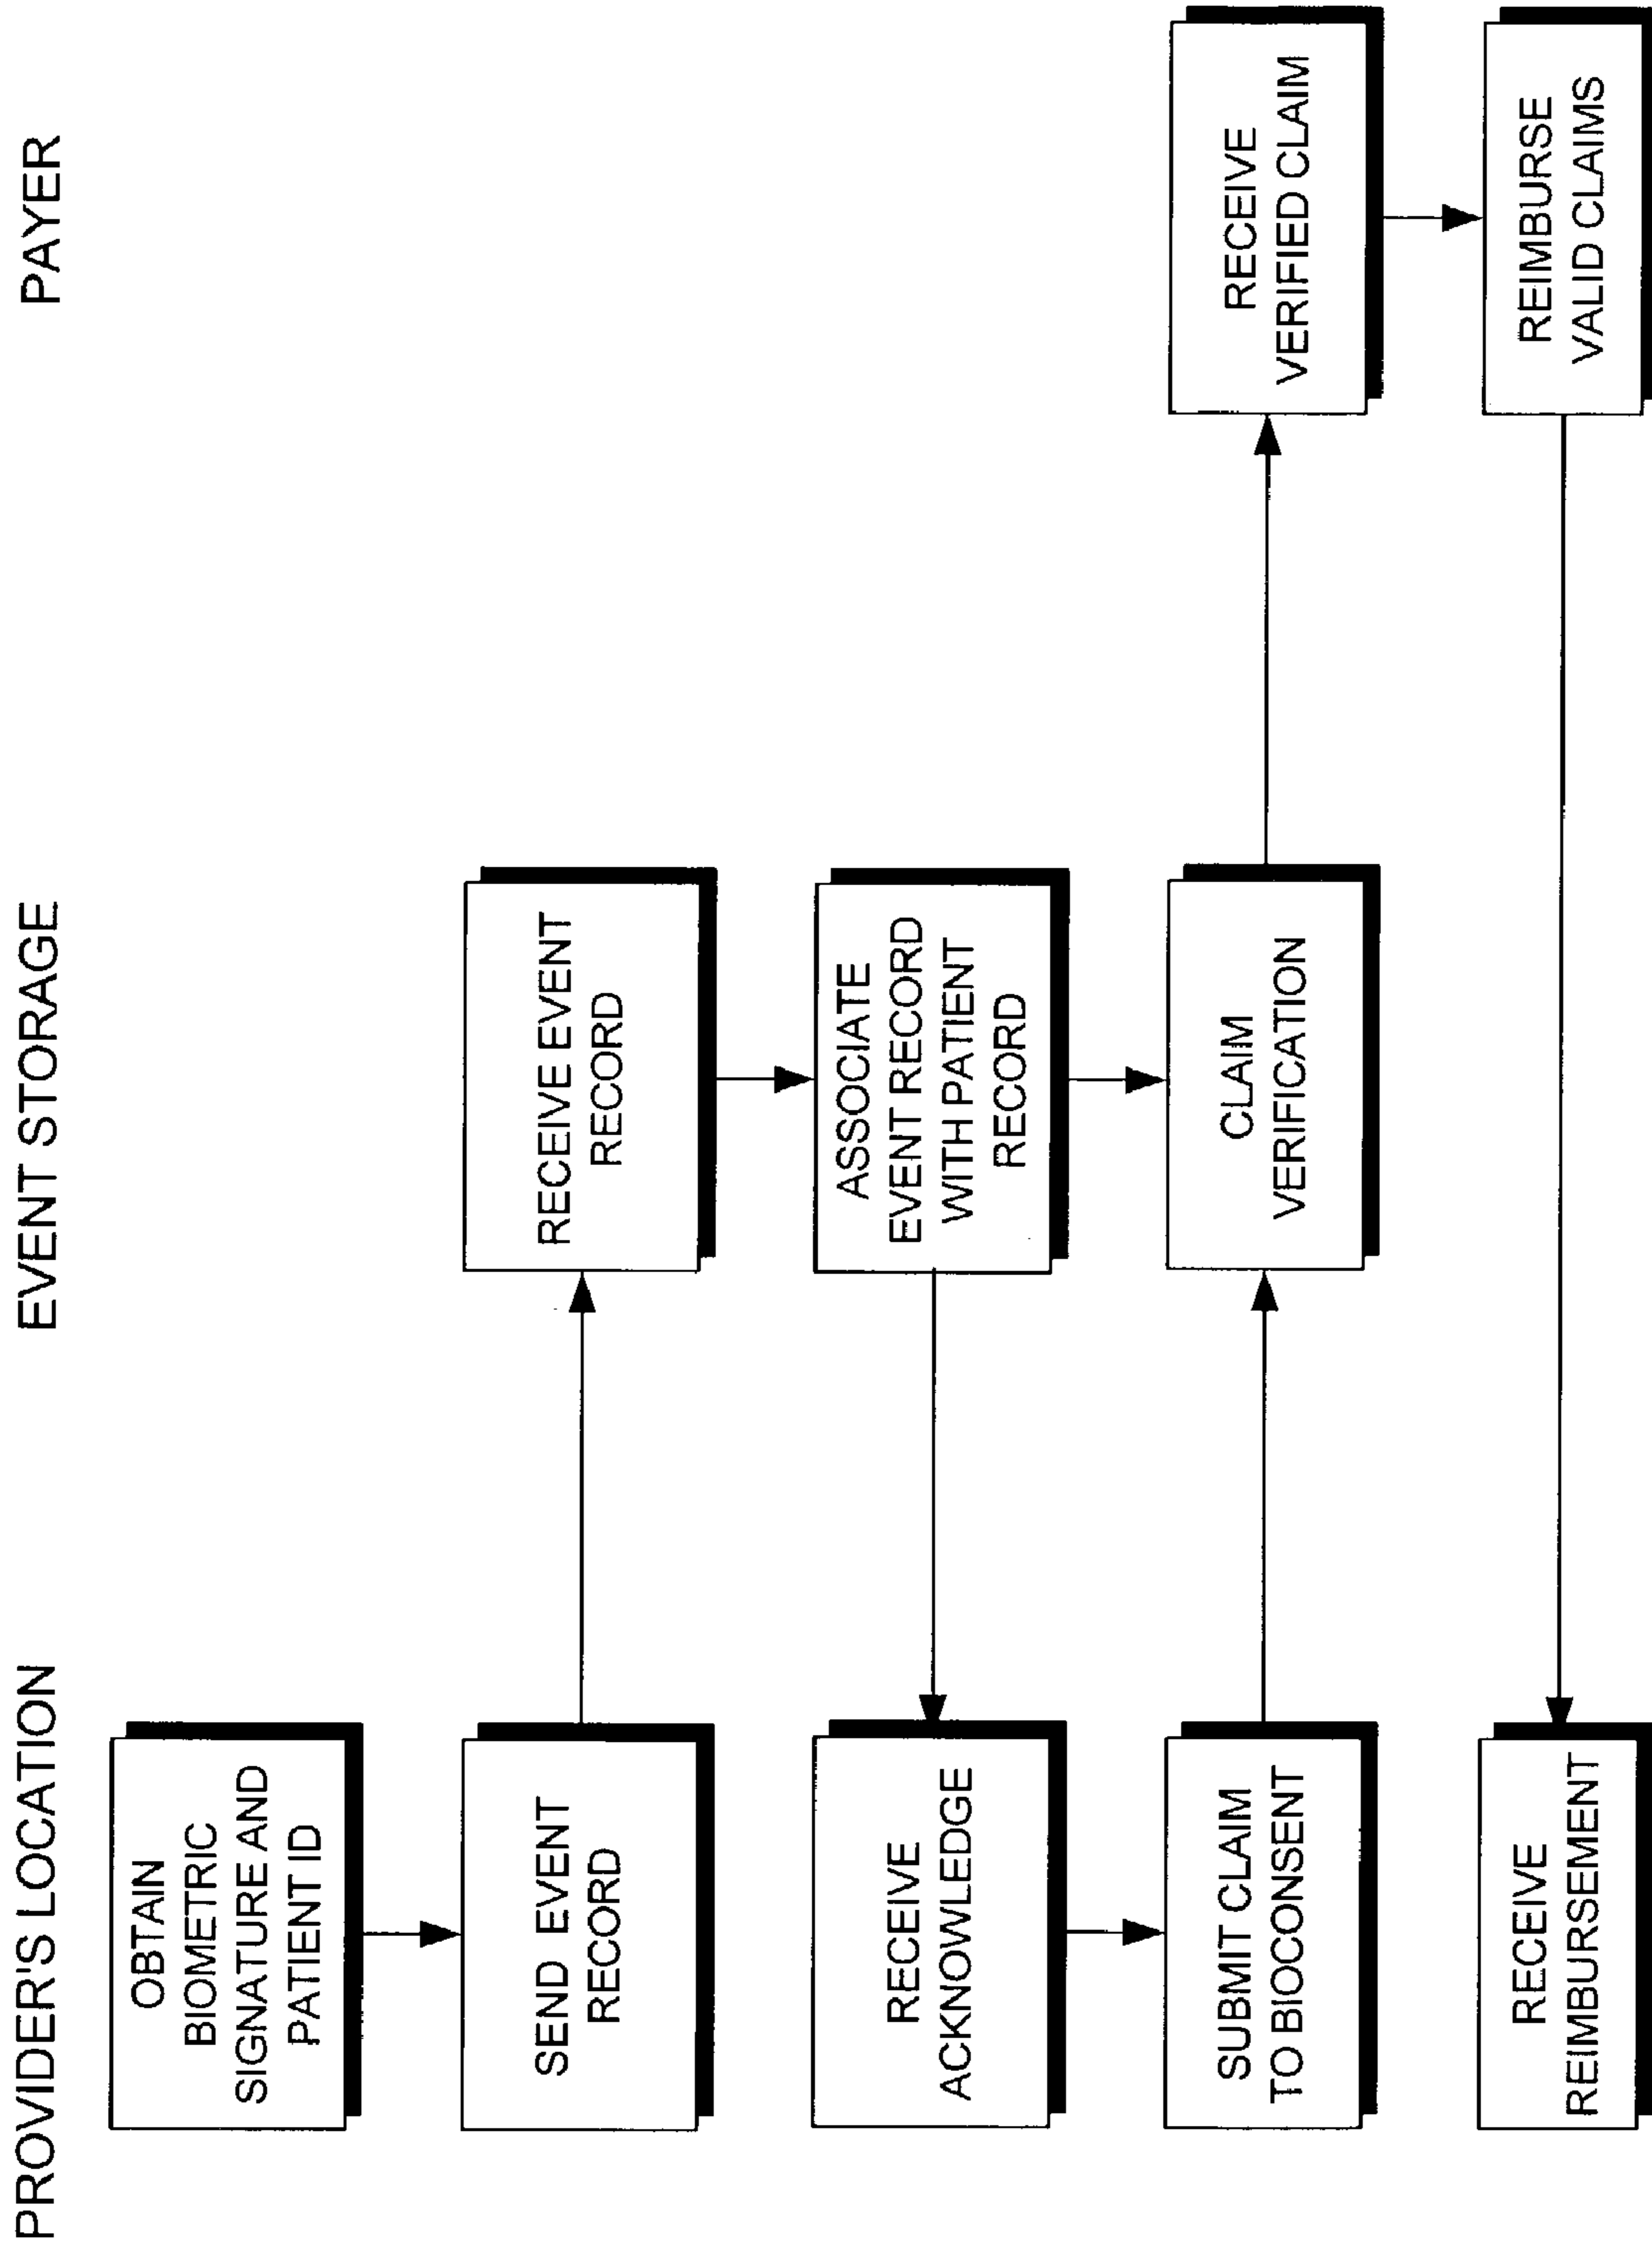 PROVIDER'S LOCATION
EVENT STORAGE
PAYER
OBTAIN
BIOMETRIC
SIGNATURE AND
PATIENT ID
SEND EVENT
RECORD
RECEIVE EVENT
RECORD
ASSOCIATE
EVENT RECORD
WITH PATIENT
RECORD
RECEIVE
ACKNOWLEDGE
SUBMIT CLAIM
TO BIOCONSENT
CLAIM
VERIFICATION
RECEIVE
VERIFIED CLAIM
REIMBURSE
VALID CLAIMS
RECEIVE
REIMBURSEMENT